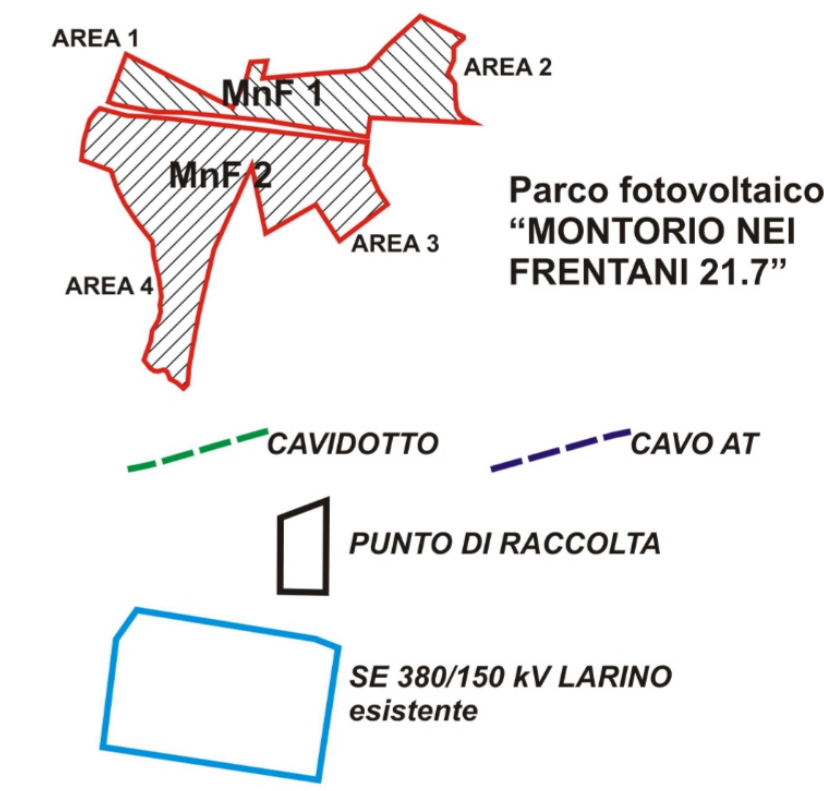 AREA 1
AREA 2
MnF 1
MnF 2
AREA 3
AREA 4
Parco fotovoltaico
“MONTORIO NEI
FRENTANI 21.7”
CAVIDOTTO
CAVO AT
PUNTO DI RACCOLTA
SE 380/150 kV LARINO
esistente